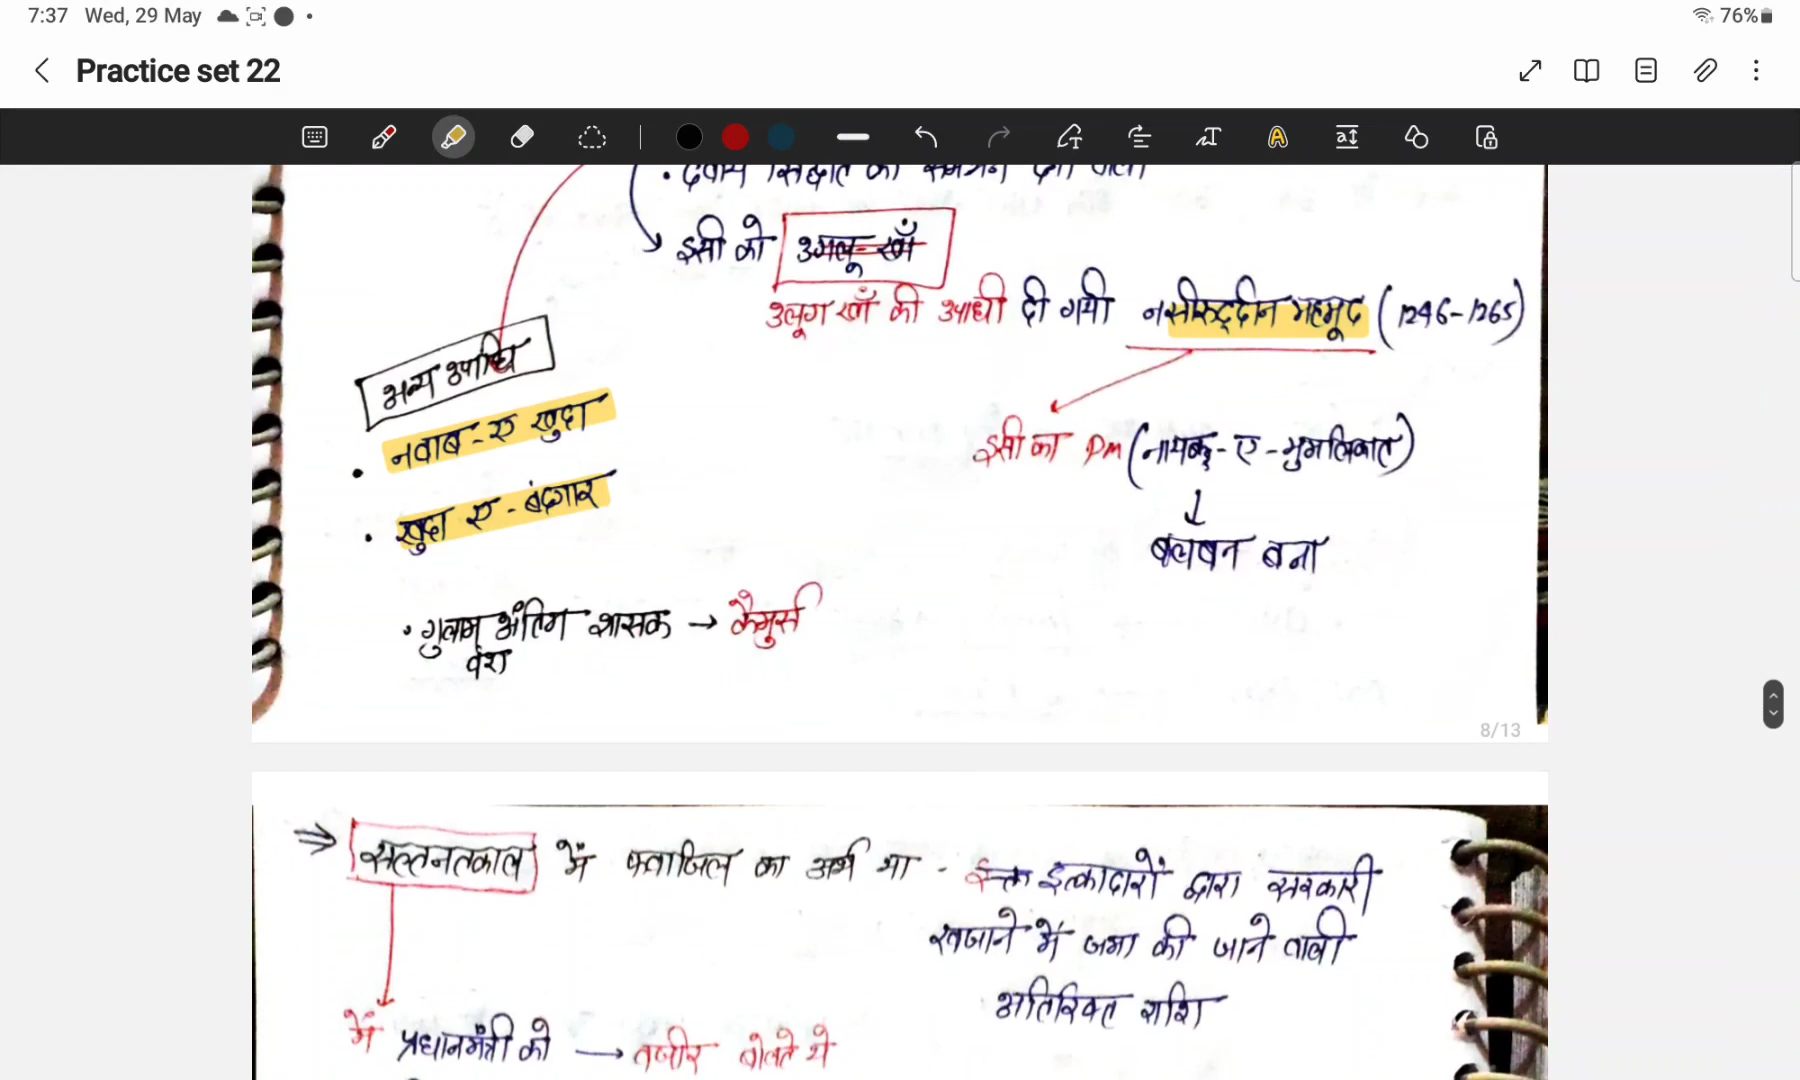 7:37 Wed, 29 May
76%
Practice set 22
इसी को उगलू-खाँ
उलूग खाँ की उपाधी दी गयी नसीरुद्दीन महमूद (1246-1265)
अन्य उपाधि
• नवाब-ए खुदा
• खुदा ए-बंदगार
इसी का PM (नायब-ए-मुमलिकात)
↓
बलबन बना
• गुलाम अंतिम शासक → कैमुर्स
वंश
8/13
⇒ सल्तनतकाल में फवाजिल का अर्थ था - इक्तादारों द्वारा सरकारी
खजाने में जमा की जाने वाली
अतिरिक्त राशि
में प्रधानमंत्री को → वजीर बोलते थे